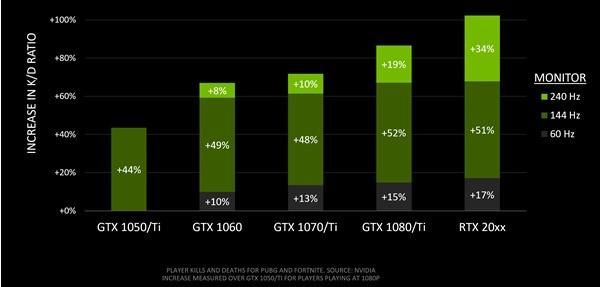 +100%
+80%
+60%
+40%
+20%
+0%
INCREASE IN K/D RATIO
+44%
+8%
+49%
+10%
+10%
+48%
+13%
+19%
+52%
+15%
+34%
+51%
+17%
GTX 1050/Ti GTX 1060 GTX 1070/Ti GTX 1080/Ti RTX 20xx
MONITOR
240 Hz
144 Hz
60 Hz
PLAYER KILLS AND DEATHS FOR PUBG AND FORTNITE, SOURCE: NVIDIA
INCREASE MEASURED OVER GTX 1050/TI FOR PLAYERS PLAYING AT 1080P